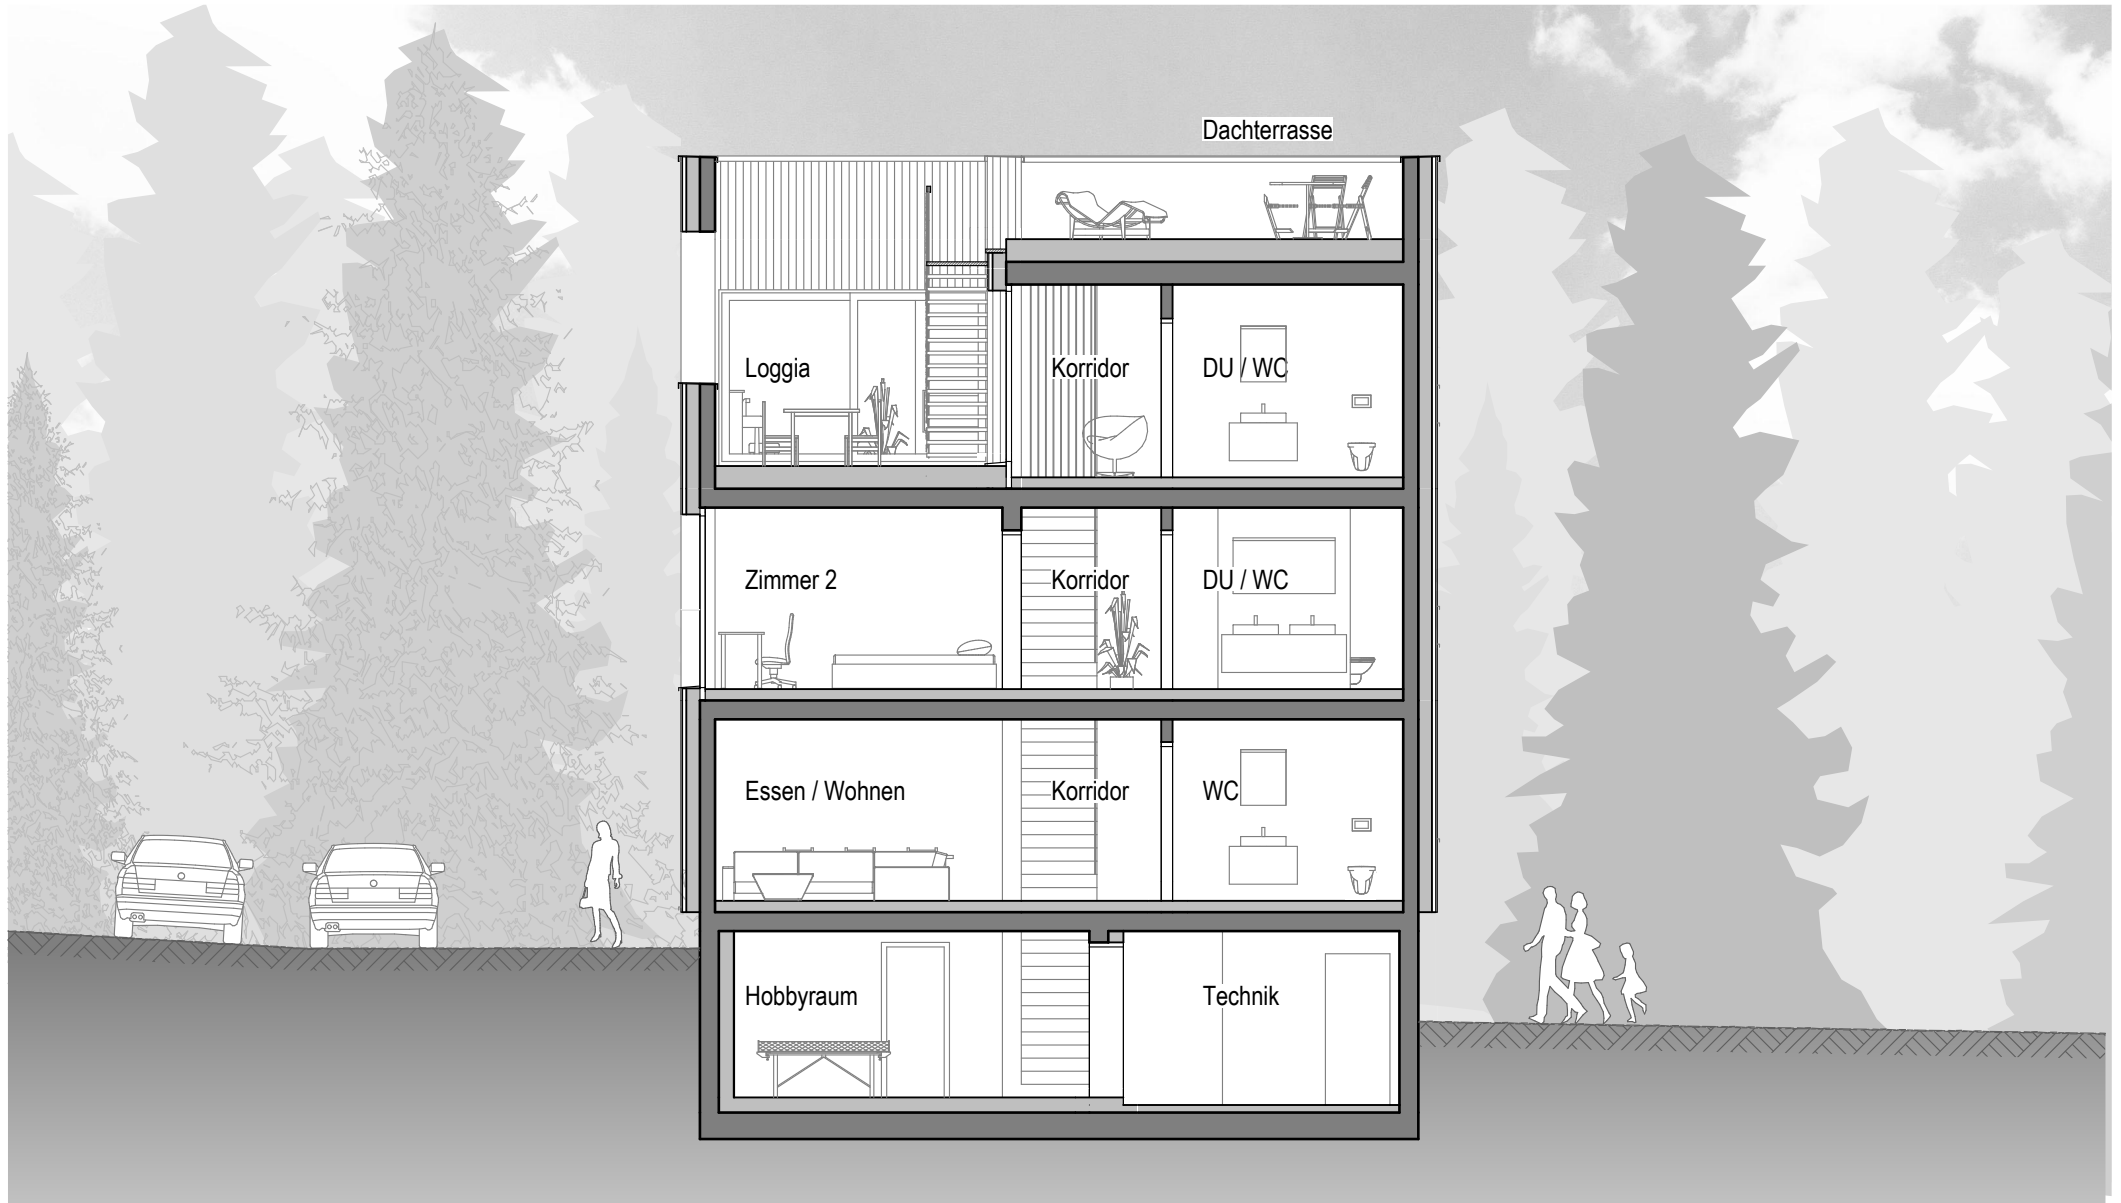 Dachterrasse
Loggia
Korridor
DU / WC
Zimmer 2
Korridor
DU / WC
Essen / Wohnen
Korridor
WC
Hobbyraum
Technik